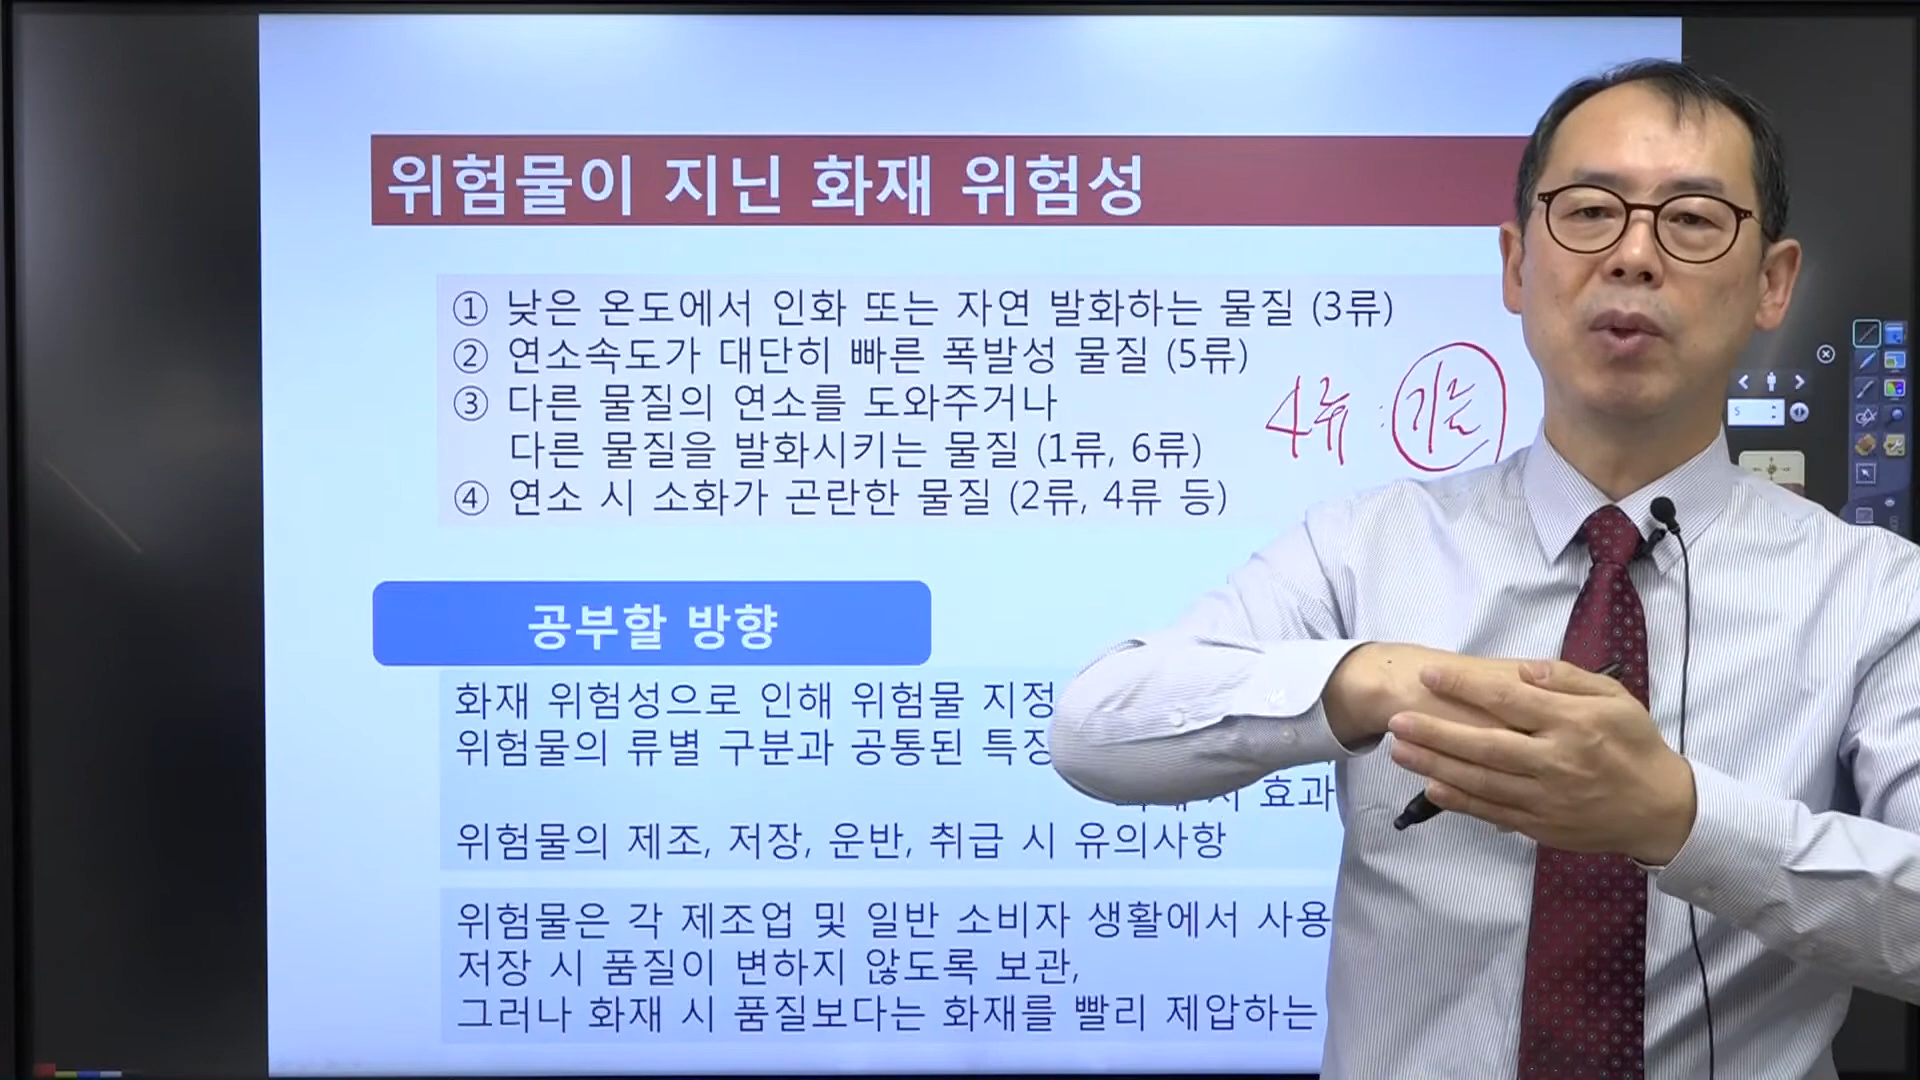 위험물이 지닌 화재 위험성
① 낮은 온도에서 인화 또는 자연 발화하는 물질 (3류)
② 연소속도가 대단히 빠른 폭발성 물질 (5류)
③ 다른 물질의 연소를 도와주거나
다른 물질을 발화시키는 물질 (1류, 6류)
4류 :
④ 연소 시 소화가 곤란한 물질 (2류, 4류 등)
공부할 방향
화재 위험성으로 인해 위험물 지정
위험물의 류별 구분과 공통된 특징
효과
위험물의 제조, 저장, 운반, 취급 시 유의사항
위험물은 각 제조업 및 일반 소비자 생활에서 사용
저장 시 품질이 변하지 않도록 보관,
그러나 화재 시 품질보다는 화재를 빨리 제압하는
5